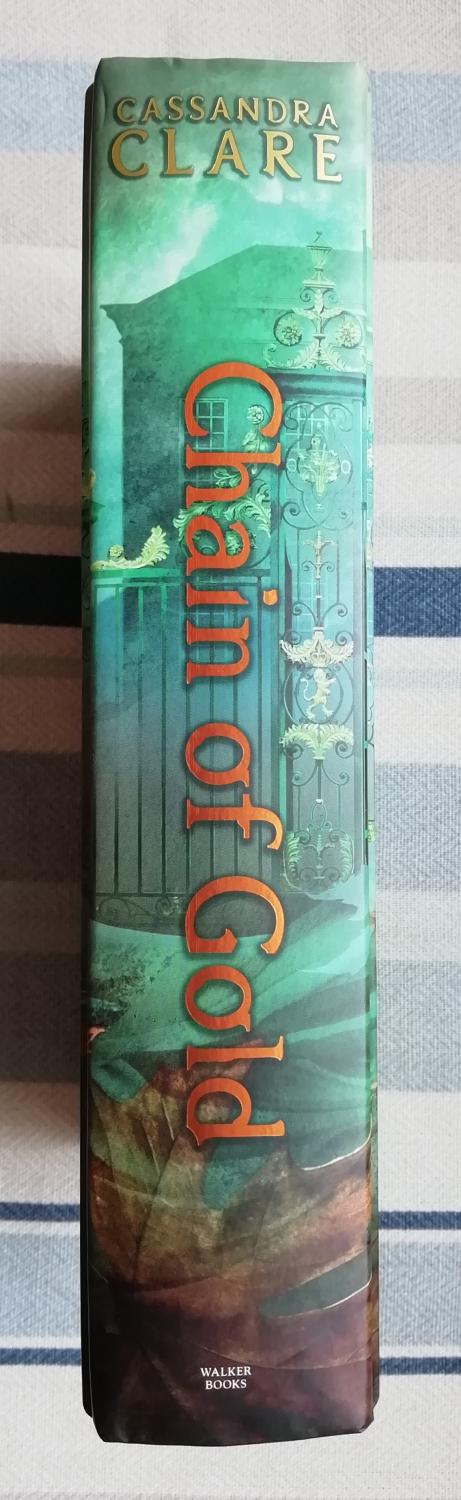 CASSANDRA
CLARE
Chain of Gold
WALKER
BOOKS